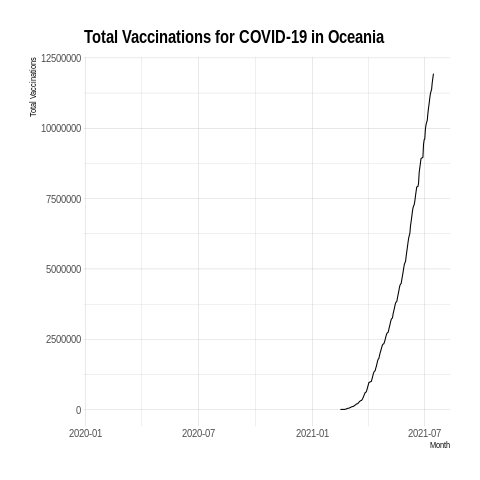 Total Vaccinations for COVID-19 in Oceania
Total Vaccinations
12500000
10000000
7500000
5000000
2500000
0
2020-01 2020-07 2021-01 2021-07
Month